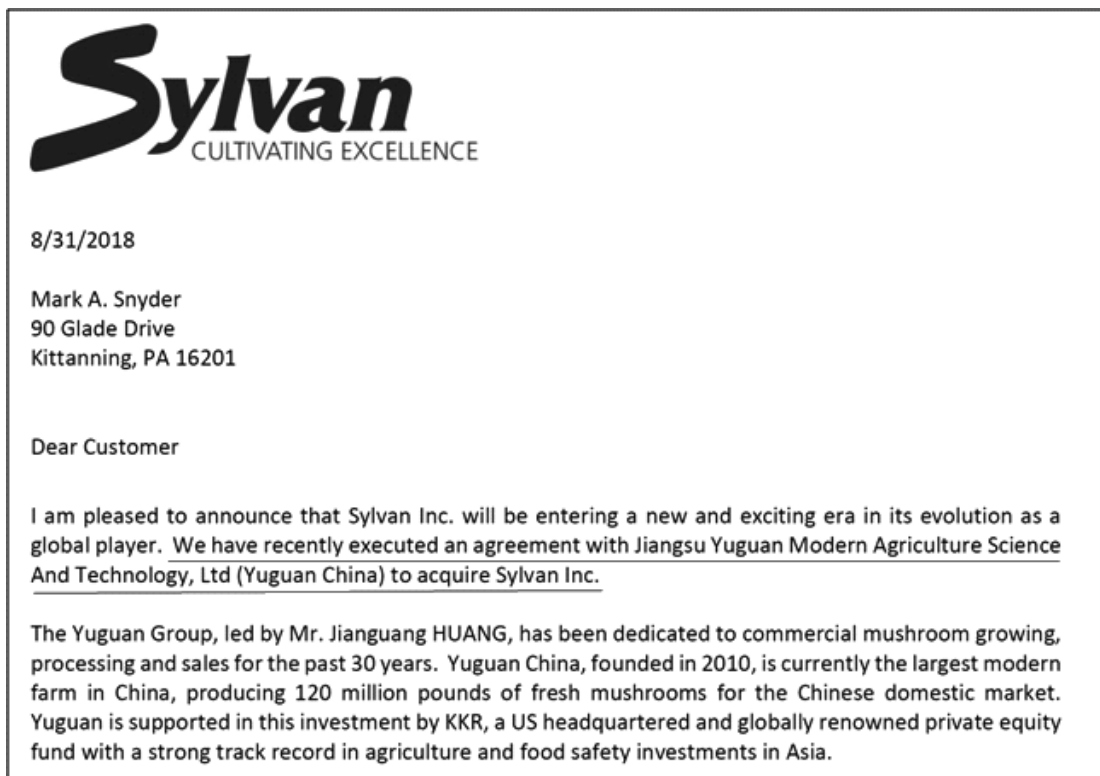 Sylvan
CULTIVATING EXCELLENCE
8/31/2018
Mark A. Snyder
90 Glade Drive
Kittanning, PA 16201
Dear Customer
I am pleased to announce that Sylvan Inc. will be entering a new and exciting era in its evolution as a
global player. We have recently executed an agreement with Jiangsu Yuguan Modern Agriculture Science
And Technology, Ltd (Yuguan China) to acquire Sylvan Inc.
The Yuguan Group, led by Mr. Jianguang HUANG, has been dedicated to commercial mushroom growing,
processing and sales for the past 30 years. Yuguan China, founded in 2010, is currently the largest modern
farm in China, producing 120 million pounds of fresh mushrooms for the Chinese domestic market.
Yuguan is supported in this investment by KKR, a US headquartered and globally renowned private equity
fund with a strong track record in agriculture and food safety investments in Asia.